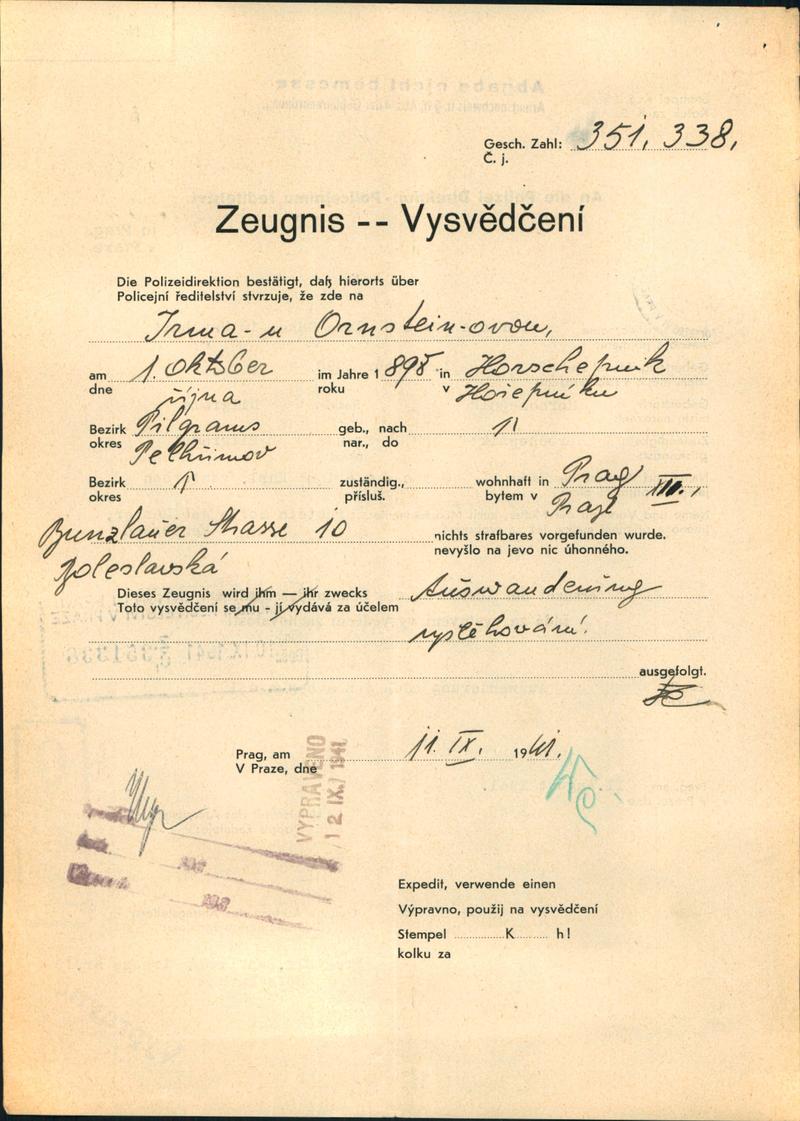 Gesch. Zahl: 351.338.
Č. j.
Zeugnis -- Vysvědčení
Die Polizeidirektion bestätigt, daß hierorts über
Policejní ředitelství stvrzuje, že zde na
Irma-u Ornstein-ovou,
am 1. Oktober im Jahre 1898 in Horschepnik
dne října roku v Hořepníku
Bezirk Pilgrams geb., nach "
okres Pelhřimov nar., do
Bezirk " zuständig., wohnhaft in Prag XIII.,
okres přísluš. bytem v Praze
Bunzlauer Strasse 10 nichts strafbares vorgefunden wurde.
Boleslavská nevyšlo na jevo nic úhonného.
Dieses Zeugnis wird ihm — ihr zwecks Auswanderung
Toto vysvědčení se mu - jí vydává za účelem
vystěhování.
ausgefolgt.
Prag, am 11. IX. 1941.
V Praze, dne
VYPRAVENO
12 IX. 1941
Expedit, verwende einen
Výpravno, použij na vysvědčení
Stempel K h!
kolku za